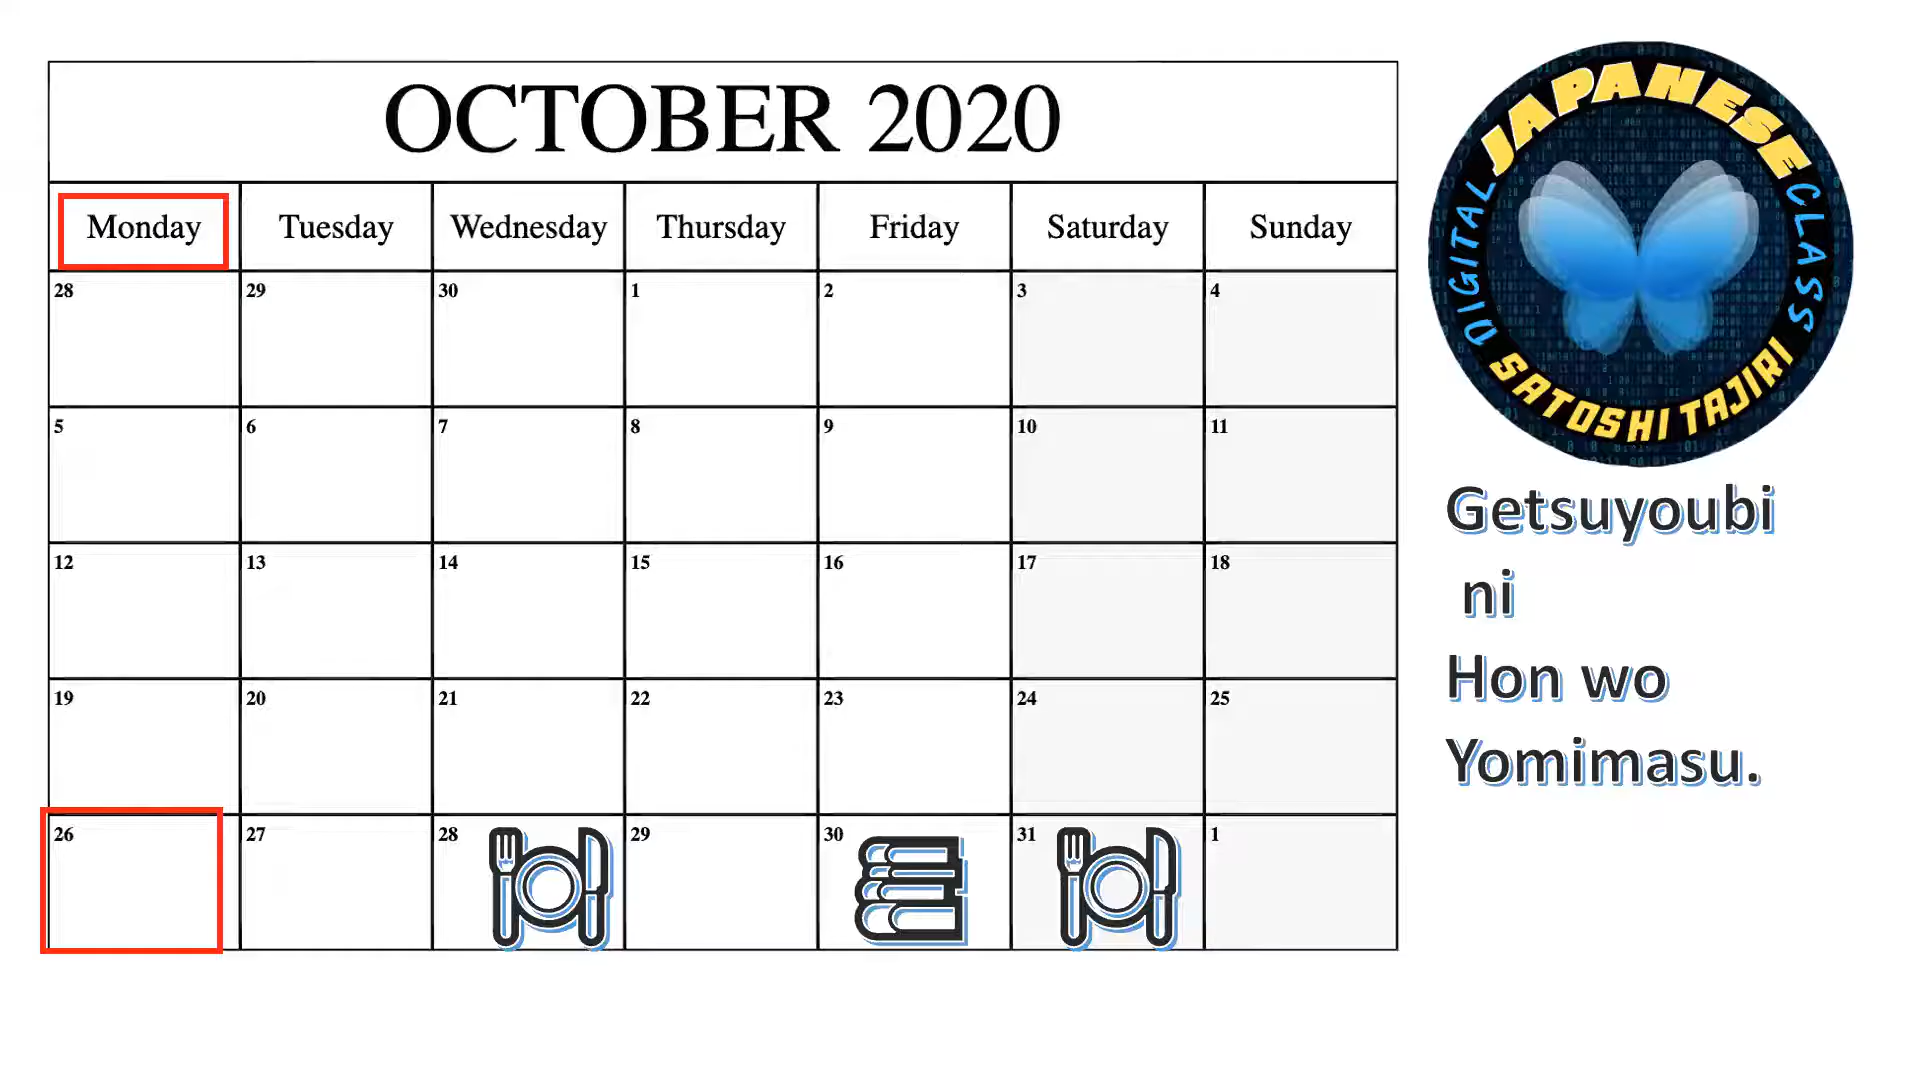 OCTOBER 2020
Monday Tuesday Wednesday Thursday Friday Saturday Sunday
28 29 30 1 2 3 4
5 6 7 8 9 10 11
12 13 14 15 16 17 18
19 20 21 22 23 24 25
26 27 28 29 30 31 1
DIGITAL JAPANESE CLASS
SATOSHI TAJIRI
Getsuyoubi
ni
Hon wo
Yomimasu.